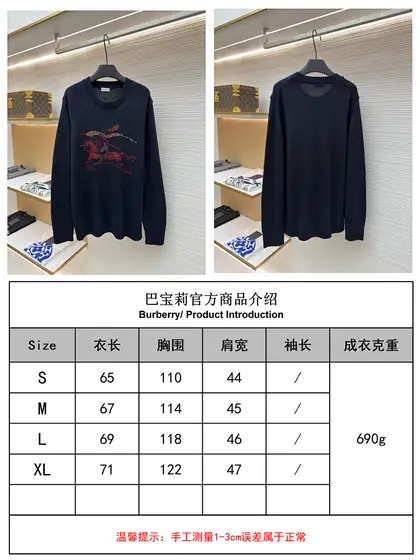 巴宝莉官方商品介绍
Burberry/ Product Introduction
Size 衣长 胸围 肩宽 袖长 成衣克重
S 65 110 44 /
M 67 114 45 /
L 69 118 46 / 690g
XL 71 122 47 /
温馨提示：手工测量1-3cm误差属于正常